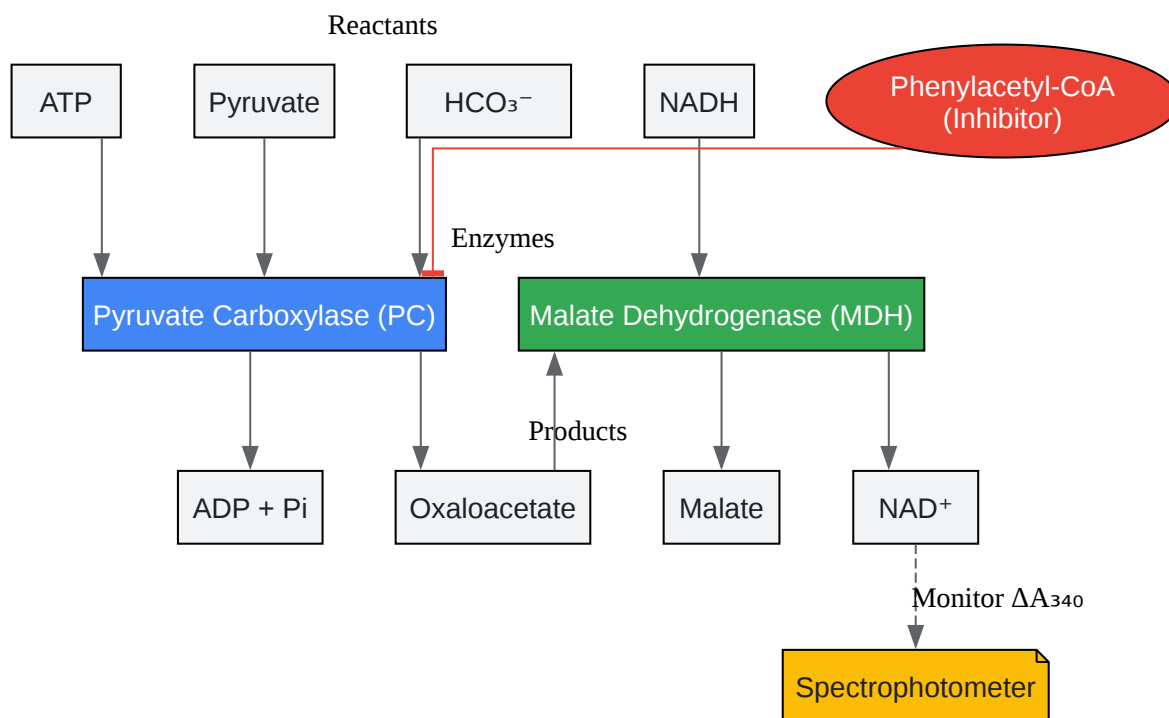 Reactants
ATP
Pyruvate
HCO₃⁻
NADH
Phenylacetyl-CoA
(Inhibitor)
Enzymes
Pyruvate Carboxylase (PC)
Malate Dehydrogenase (MDH)
Products
ADP + Pi
Oxaloacetate
Malate
NAD⁺
Monitor ΔA₃₄₀
Spectrophotometer